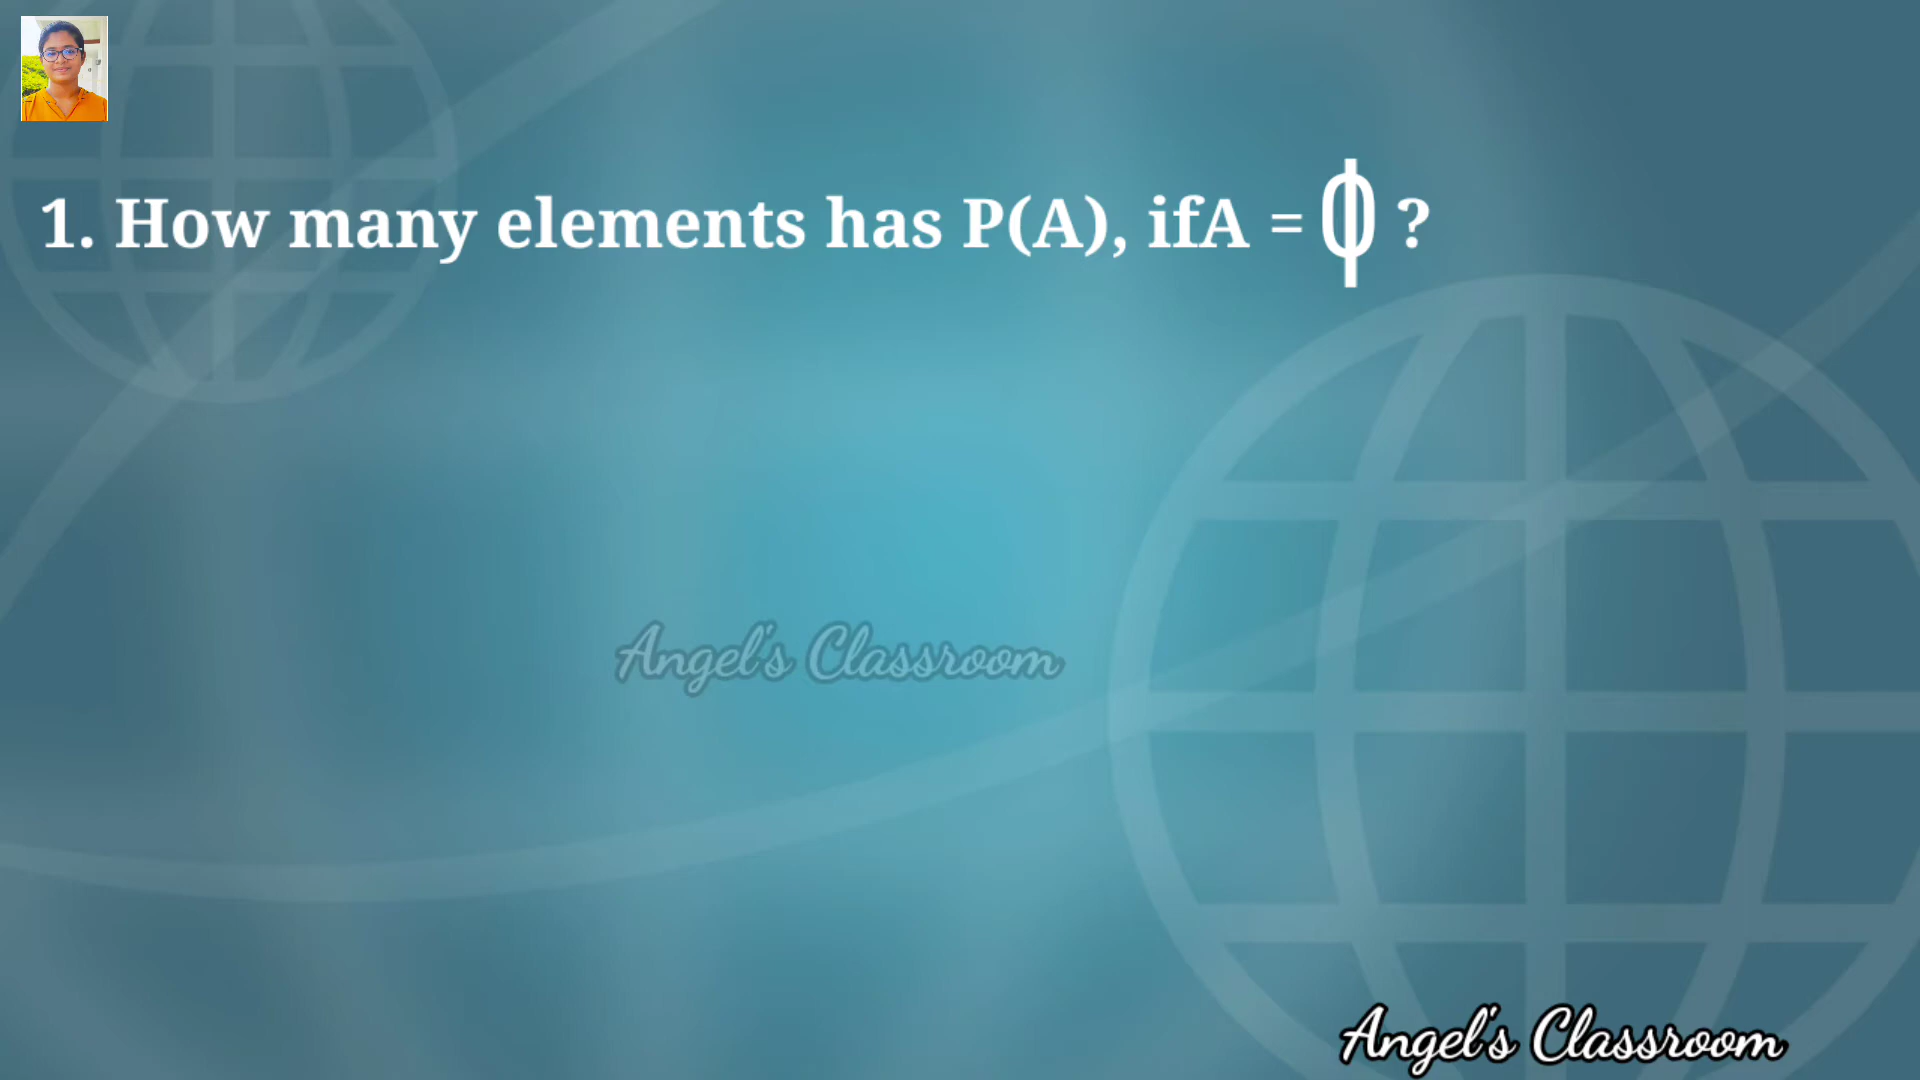 1. How many elements has P(A), ifA = ϕ ?
Angel's Classroom
Angel's Classroom